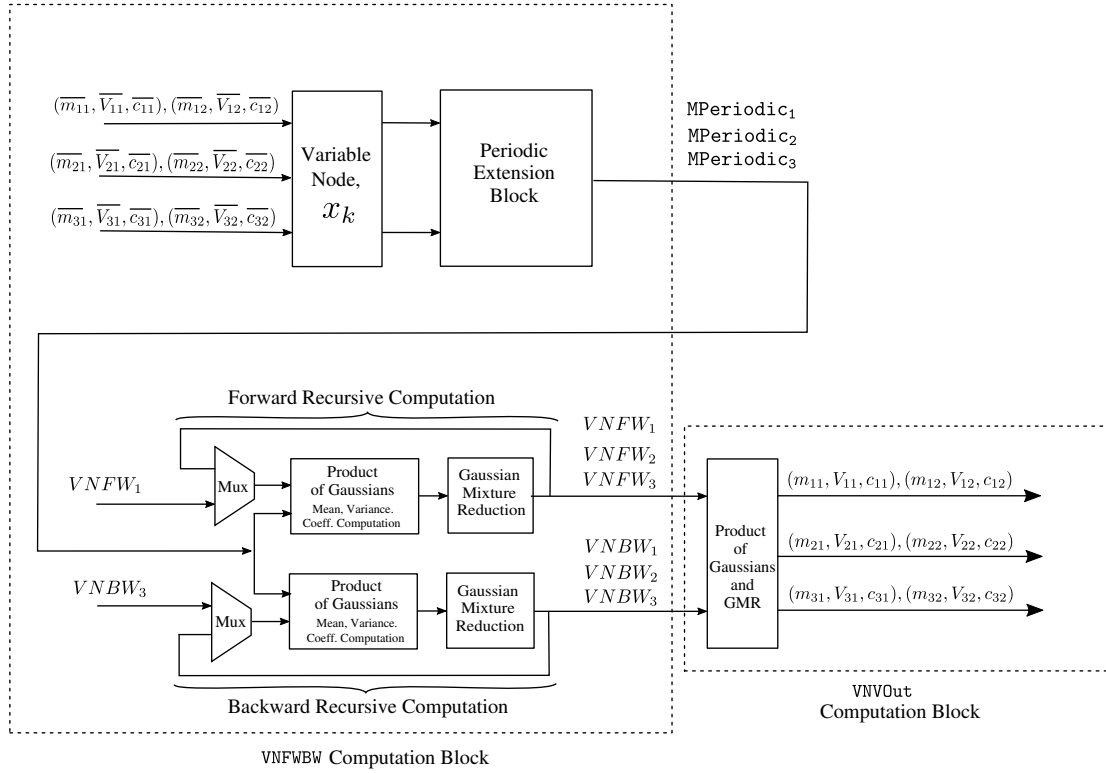 (m̅₁₁, V̅₁₁, c̅₁₁), (m̅₁₂, V̅₁₂, c̅₁₂)
(m̅₂₁, V̅₂₁, c̅₂₁), (m̅₂₂, V̅₂₂, c̅₂₂)
(m̅₃₁, V̅₃₁, c̅₃₁), (m̅₃₂, V̅₃₂, c̅₃₂)
Variable
Node,
xₖ
Periodic
Extension
Block
MPeriodic₁
MPeriodic₂
MPeriodic₃
Forward Recursive Computation
VNFW₁
Mux
Product
of Gaussians
Mean, Variance.
Coeff. Computation
Gaussian
Mixture
Reduction
VNFW₁
VNFW₂
VNFW₃
VNBW₃
Mux
Product
of Gaussians
Mean, Variance.
Coeff. Computation
Gaussian
Mixture
Reduction
VNBW₁
VNBW₂
VNBW₃
Backward Recursive Computation
Product
of
Gaussians
and
GMR
(m₁₁, V₁₁, c₁₁), (m₁₂, V₁₂, c₁₂)
(m₂₁, V₂₁, c₂₁), (m₂₂, V₂₂, c₂₂)
(m₃₁, V₃₁, c₃₁), (m₃₂, V₃₂, c₃₂)
VNVOut
Computation Block
VNFWBW Computation Block